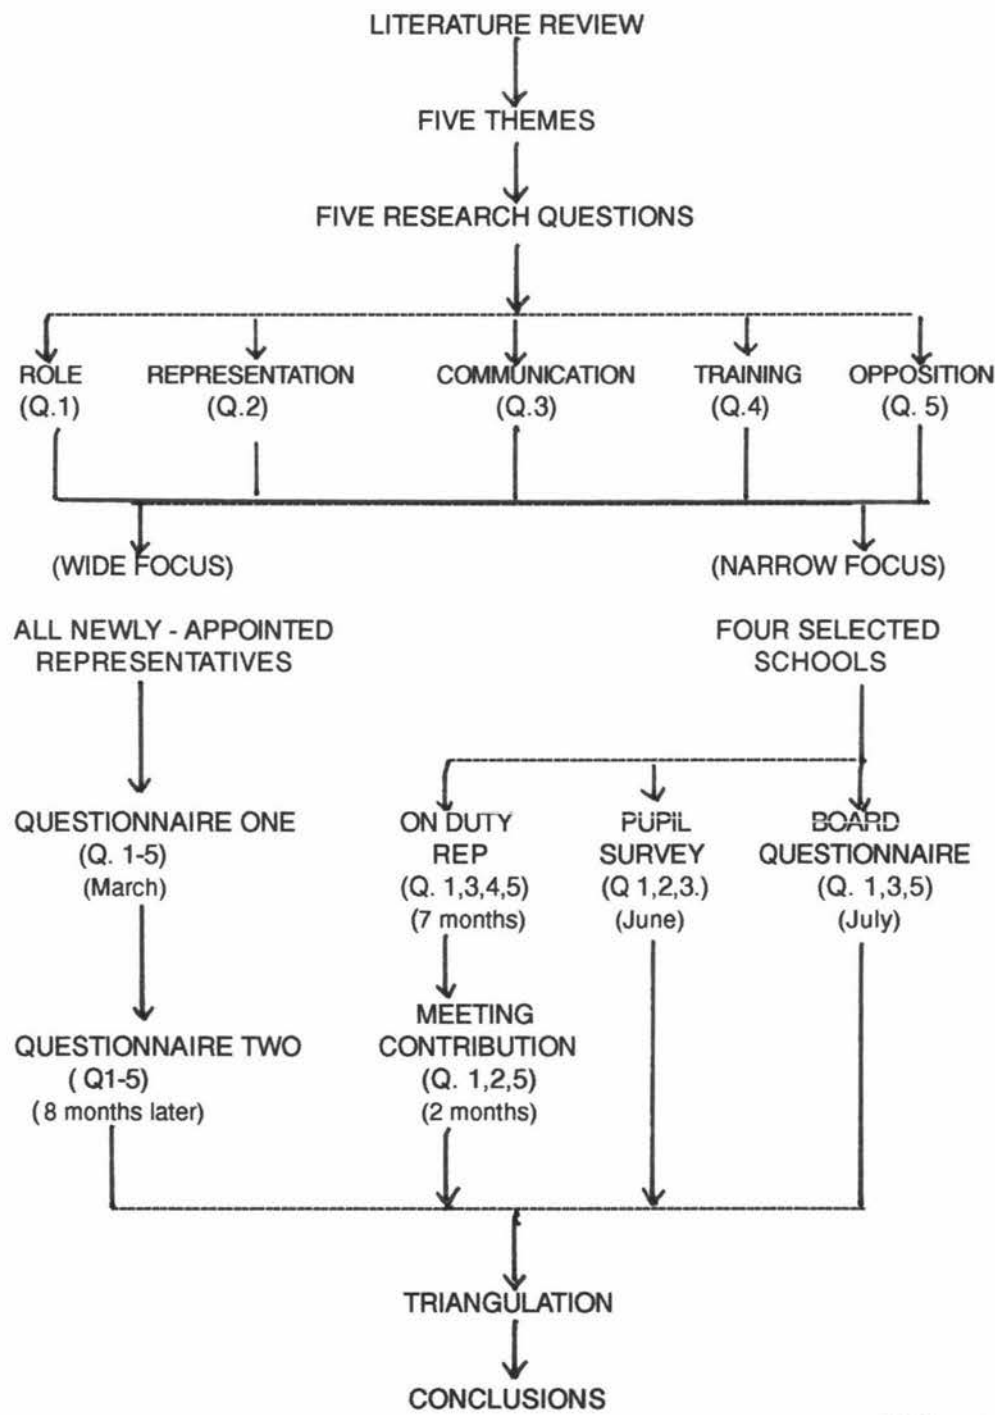 LITERATURE REVIEW
FIVE THEMES
FIVE RESEARCH QUESTIONS
ROLE
(Q.1)
REPRESENTATION
(Q.2)
COMMUNICATION
(Q.3)
TRAINING
(Q.4)
OPPOSITION
(Q. 5)
(WIDE FOCUS)
(NARROW FOCUS)
ALL NEWLY - APPOINTED
REPRESENTATIVES
FOUR SELECTED
SCHOOLS
QUESTIONNAIRE ONE
(Q. 1-5)
(March)
ON DUTY
REP
(Q. 1,3,4,5)
(7 months)
PUPIL
SURVEY
(Q 1,2,3.)
(June)
BOARD
QUESTIONNAIRE
(Q. 1,3,5)
(July)
QUESTIONNAIRE TWO
( Q1-5)
( 8 months later)
MEETING
CONTRIBUTION
(Q. 1,2,5)
(2 months)
TRIANGULATION
CONCLUSIONS